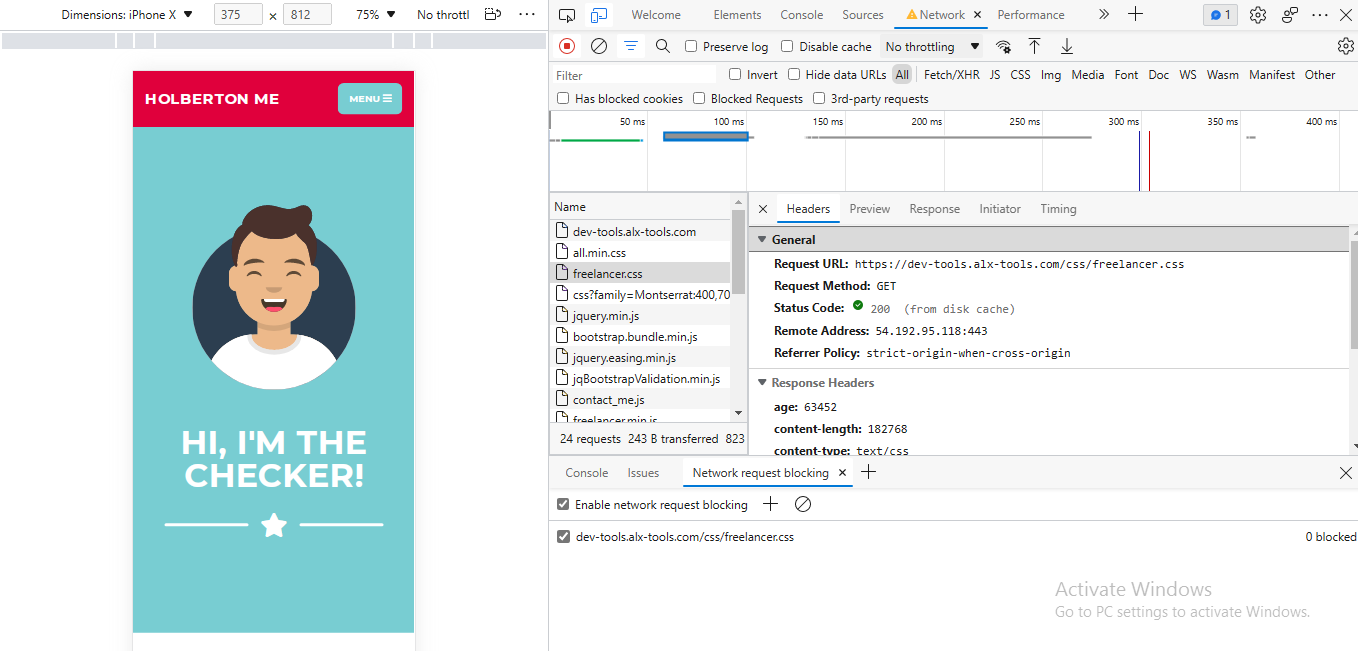 Dimensions: iPhone X 375 × 812 75% No throttl
Welcome Elements Console Sources Network Performance 1
Preserve log Disable cache No throttling
Filter Invert Hide data URLs All Fetch/XHR JS CSS Img Media Font Doc WS Wasm Manifest Other
Has blocked cookies Blocked Requests 3rd-party requests
50 ms 100 ms 150 ms 200 ms 250 ms 300 ms 350 ms 400 ms
HOLBERTON ME
MENU
HI, I'M THE
CHECKER!
Name
dev-tools.alx-tools.com
all.min.css
freelancer.css
css?family=Montserrat:400,70
jquery.min.js
bootstrap.bundle.min.js
jquery.easing.min.js
jqBootstrapValidation.min.js
contact_me.js
freelancer.min.js
24 requests 243 B transferred 823
Headers Preview Response Initiator Timing
General
Request URL: https://dev-tools.alx-tools.com/css/freelancer.css
Request Method: GET
Status Code: 200 (from disk cache)
Remote Address: 54.192.95.118:443
Referrer Policy: strict-origin-when-cross-origin
Response Headers
age: 63452
content-length: 182768
content-type: text/css
Console Issues Network request blocking
Enable network request blocking
dev-tools.alx-tools.com/css/freelancer.css 0 blocked
Activate Windows
Go to PC settings to activate Windows.